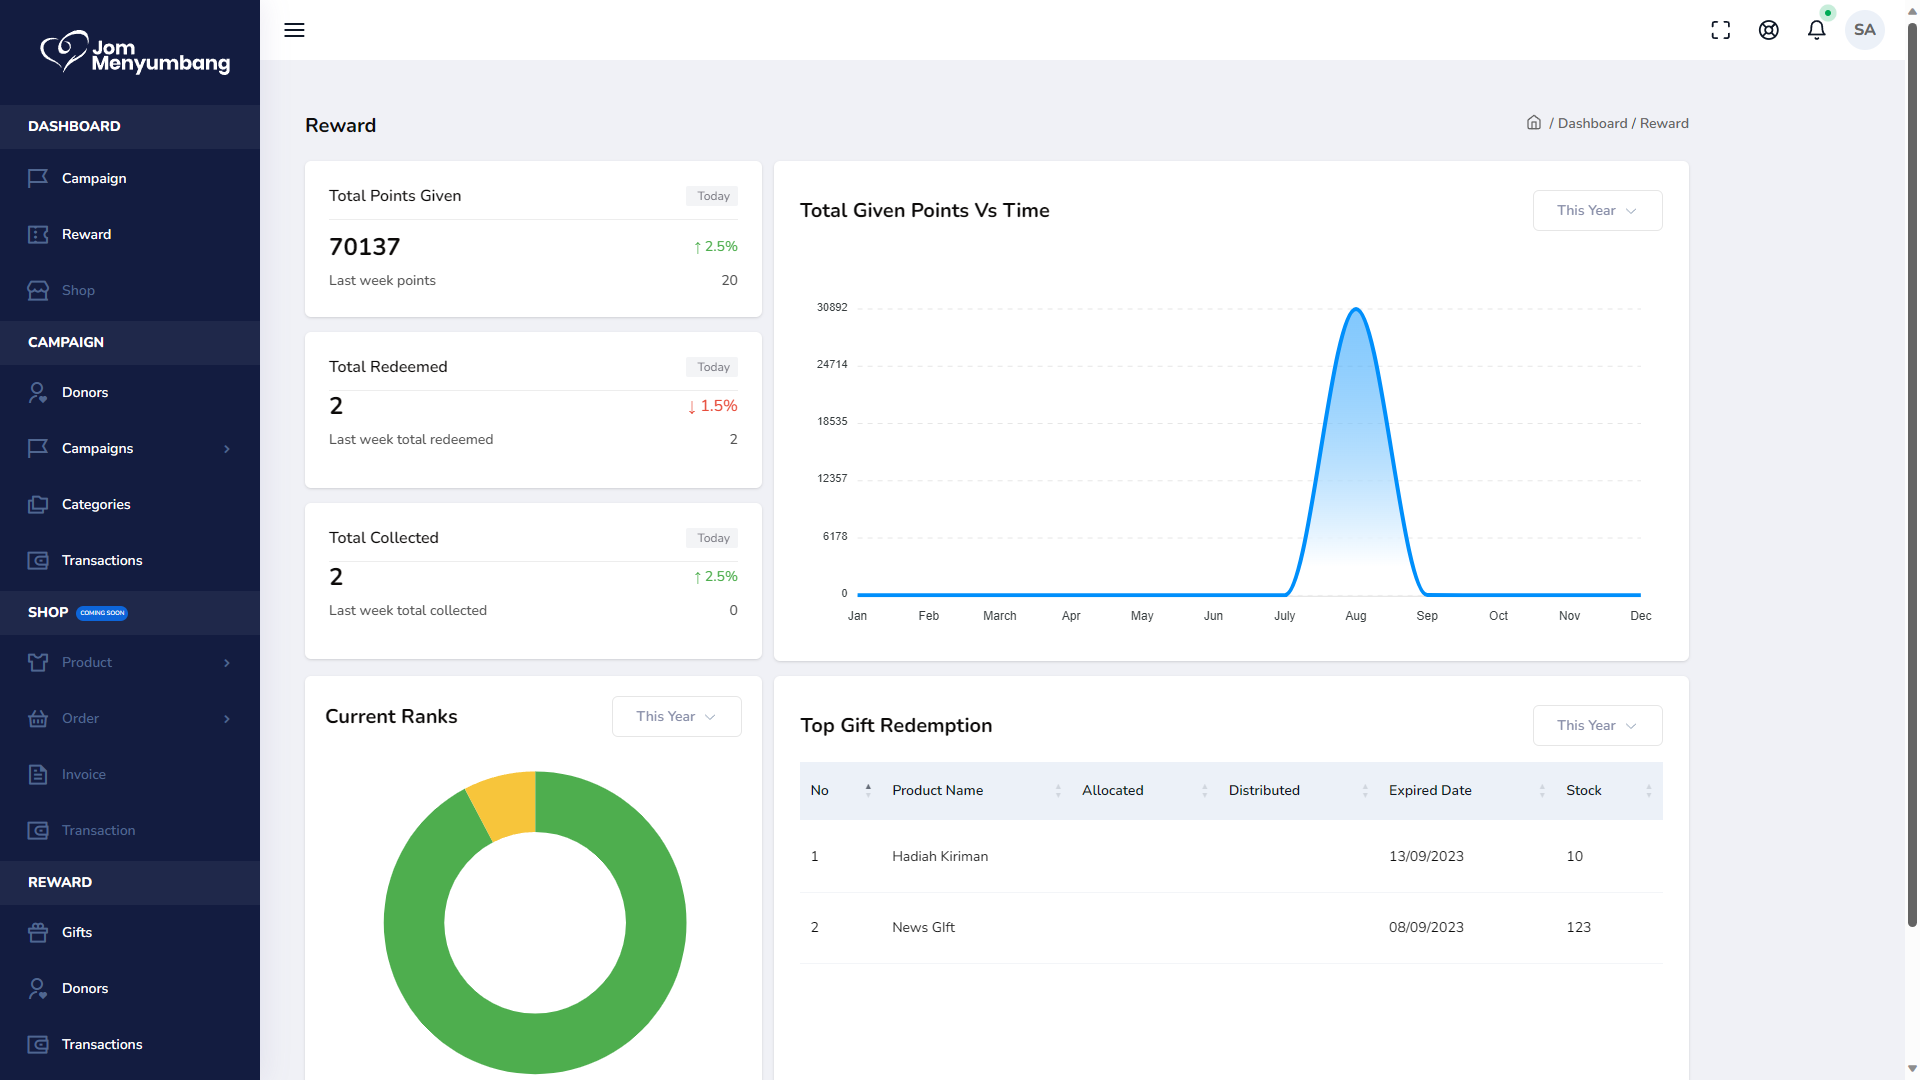 Jom
Menyumbang
DASHBOARD
Campaign
Reward
Shop
CAMPAIGN
Donors
Campaigns
Categories
Transactions
SHOP COMING SOON
Product
Order
Invoice
Transaction
REWARD
Gifts
Donors
Transactions
SA
Reward
/ Dashboard / Reward
Total Points Given Today
70137 ↑ 2.5%
Last week points 20
Total Redeemed Today
2 ↓ 1.5%
Last week total redeemed 2
Total Collected Today
2 ↑ 2.5%
Last week total collected 0
Total Given Points Vs Time This Year
30892
24714
18535
12357
6178
0
Jan Feb March Apr May Jun July Aug Sep Oct Nov Dec
Current Ranks This Year
Top Gift Redemption This Year
No Product Name Allocated Distributed Expired Date Stock
1 Hadiah Kiriman 13/09/2023 10
2 News GIft 08/09/2023 123